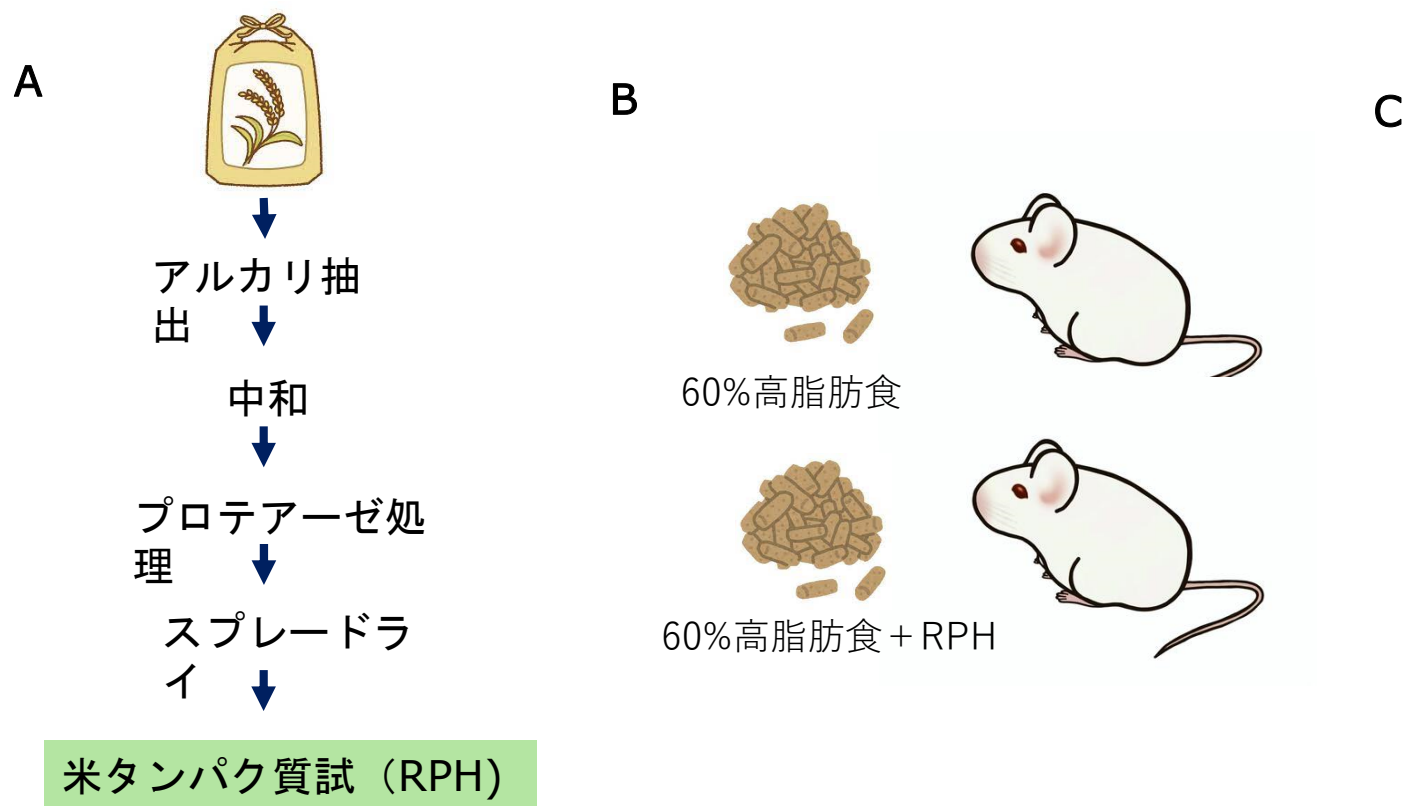 A
アルカリ抽
出
中和
プロテアーゼ処
理
スプレードラ
イ
米タンパク質試（RPH)
B
60%高脂肪食
60%高脂肪食＋RPH
C